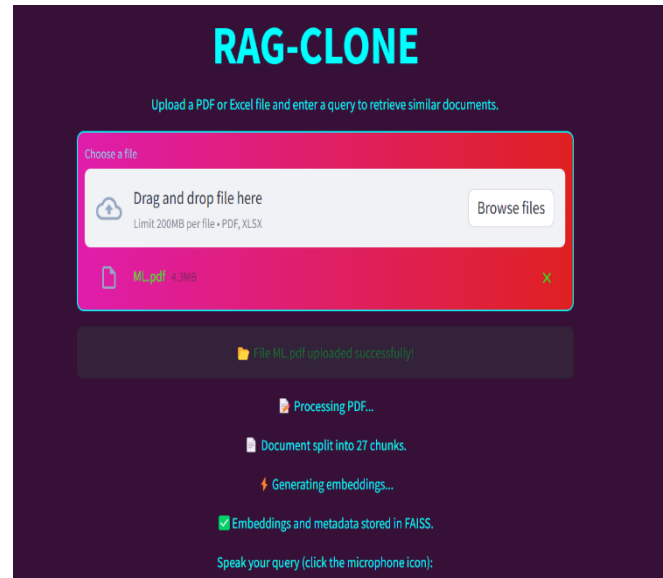 RAG-CLONE
Upload a PDF or Excel file and enter a query to retrieve similar documents.
Choose a file
Drag and drop file here
Limit 200MB per file • PDF, XLSX
Browse files
ML.pdf 4.3MB
File ML.pdf uploaded successfully!
Processing PDF...
Document split into 27 chunks.
Generating embeddings...
Embeddings and metadata stored in FAISS.
Speak your query (click the microphone icon):